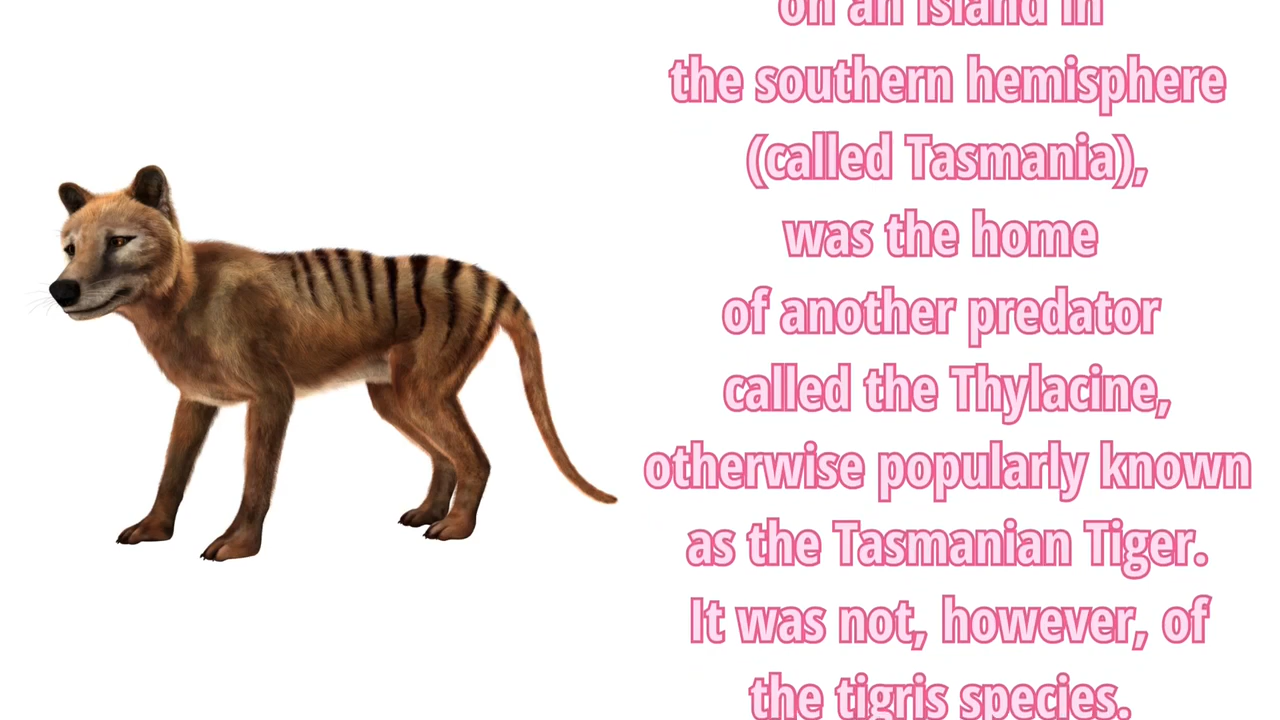 on an island in
the southern hemisphere
(called Tasmania),
was the home
of another predator
called the Thylacine,
otherwise popularly known
as the Tasmanian Tiger.
It was not, however, of
the tigris species.